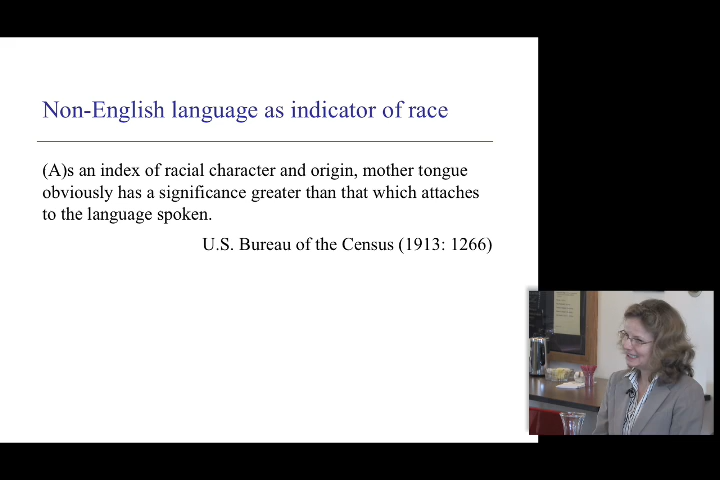 Non-English language as indicator of race
(A)s an index of racial character and origin, mother tongue
obviously has a significance greater than that which attaches
to the language spoken.
U.S. Bureau of the Census (1913: 1266)